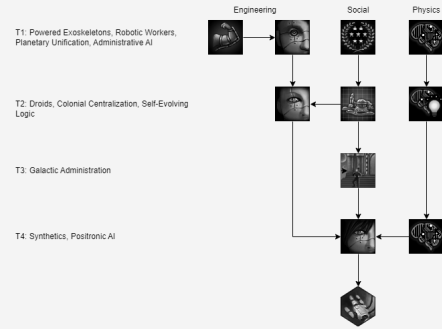 Engineering Social Physics
T1: Powered Exoskeletons, Robotic Workers,
Planetary Unification, Administrative AI
T2: Droids, Colonial Centralization, Self-Evolving
Logic
T3: Galactic Administration
T4: Synthetics, Positronic AI